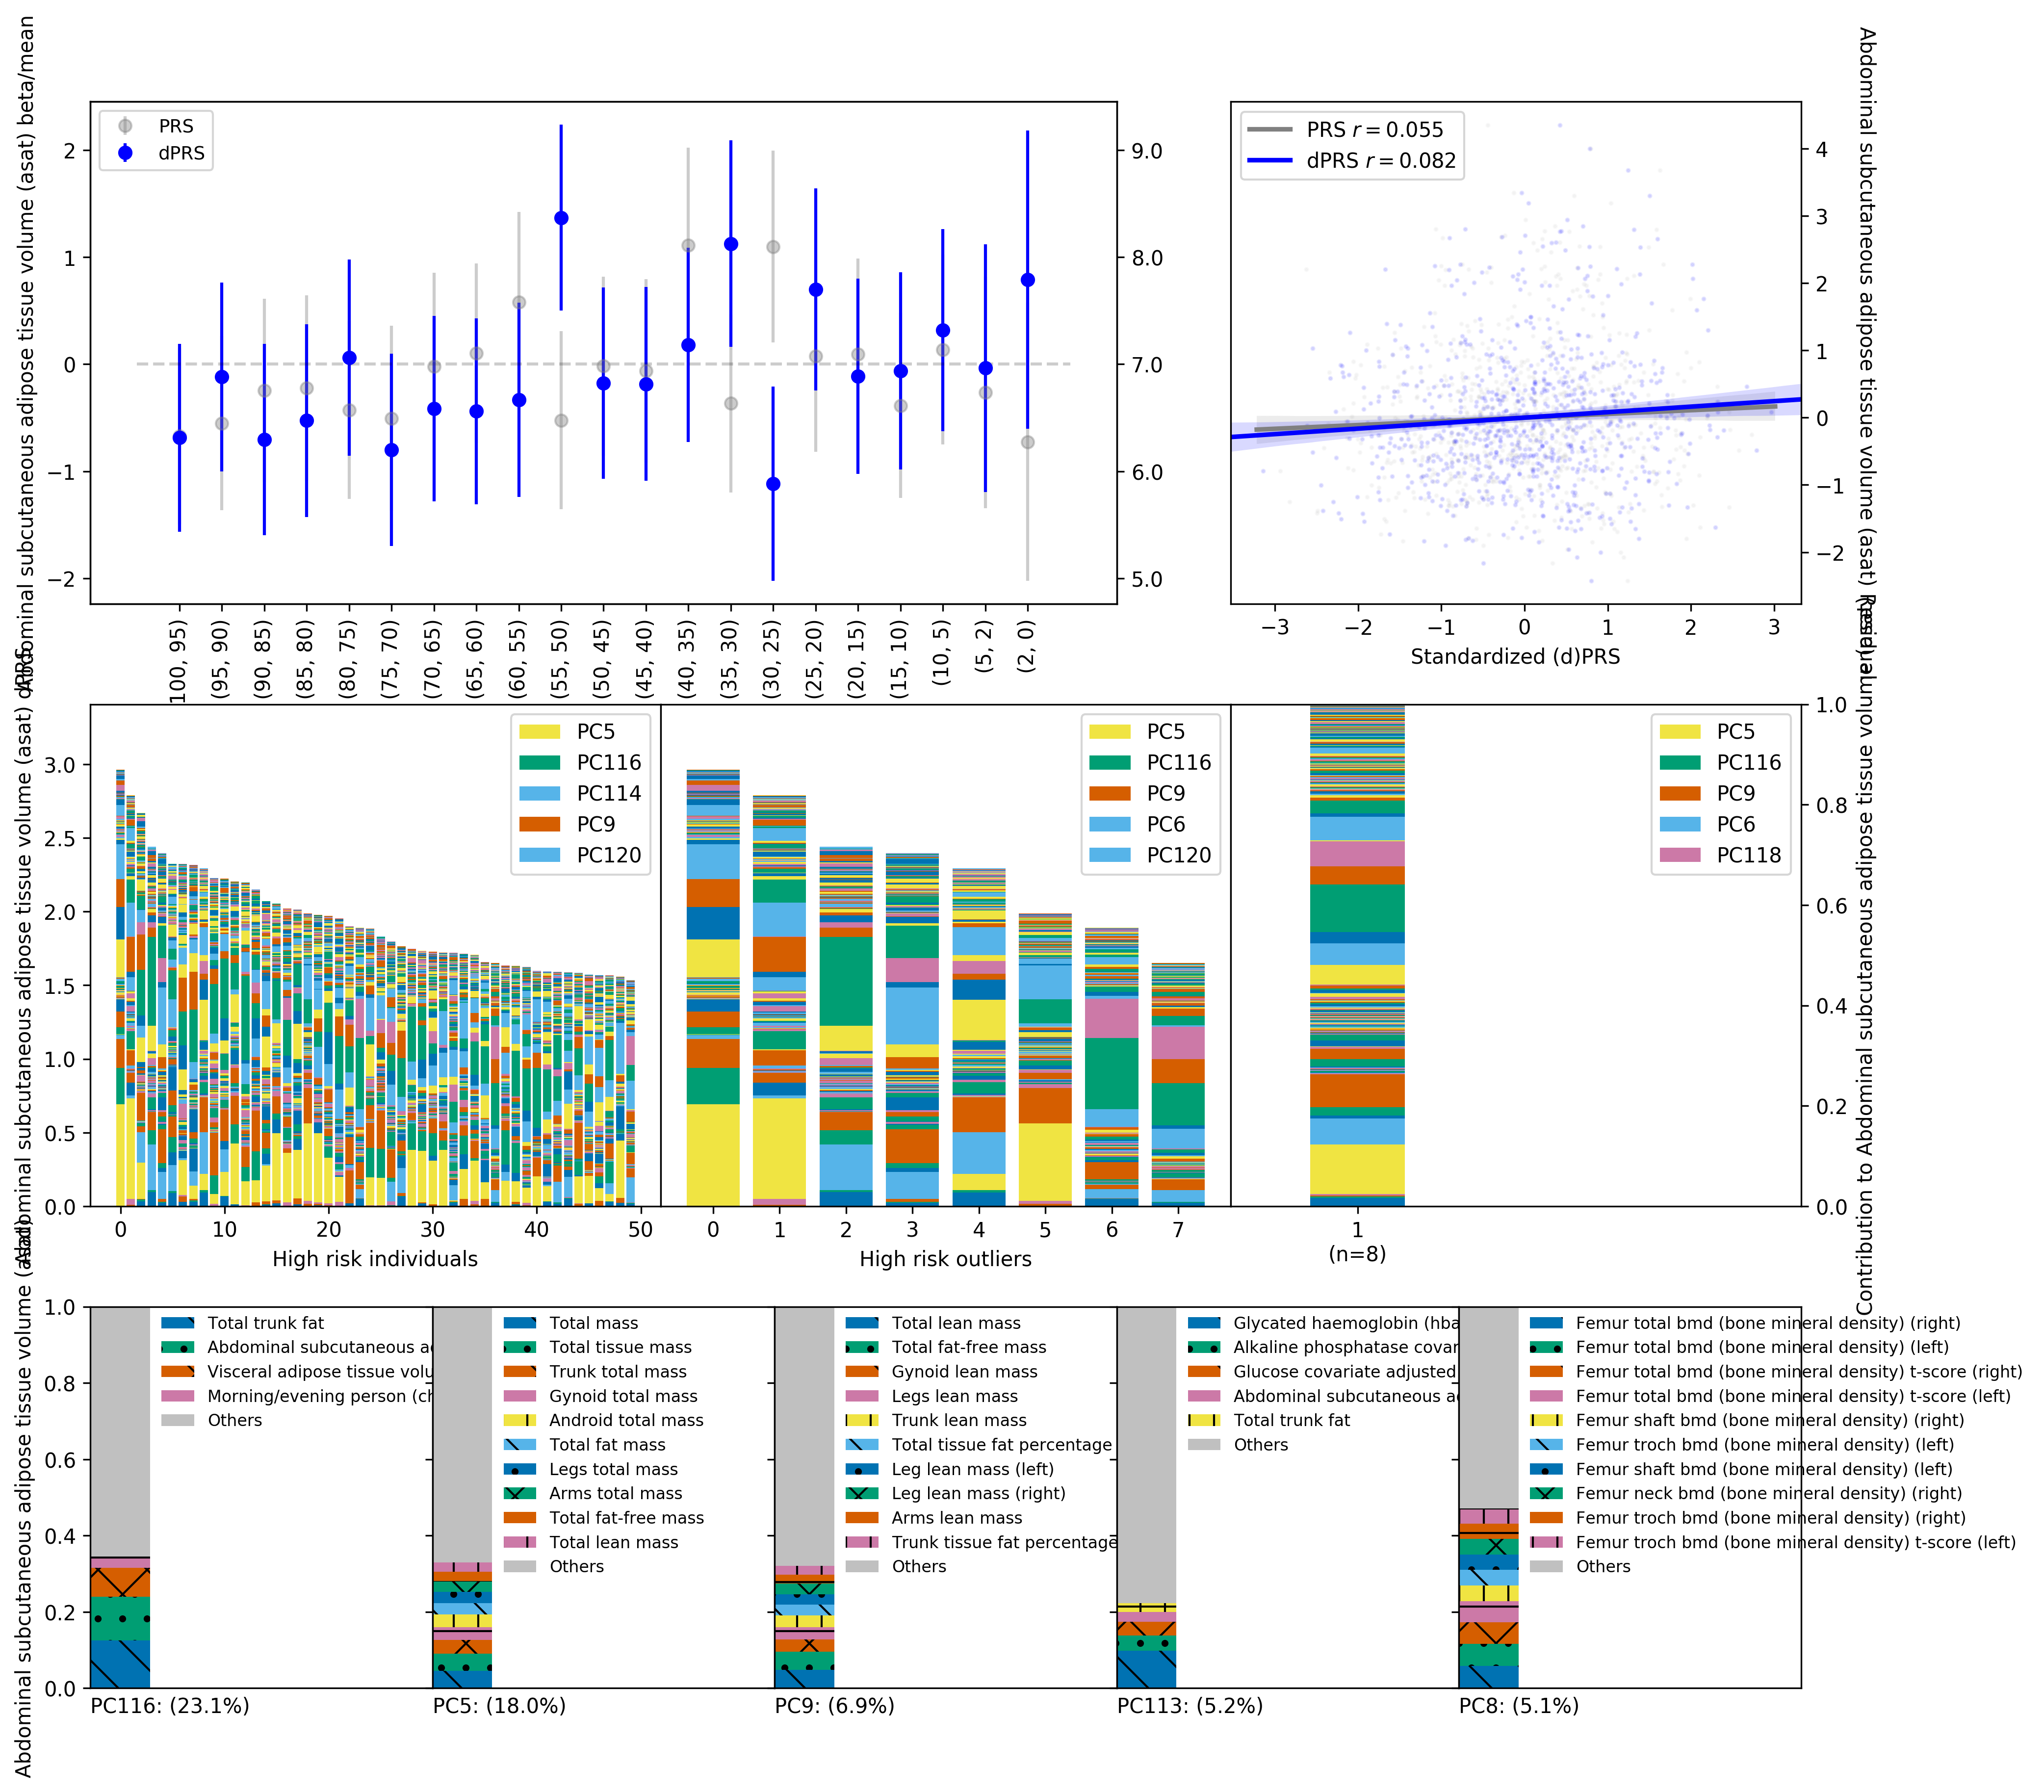 Abdominal subcutaneous adipose tissue volume (asat) beta/mean
PRS
dPRS
2
1
0
−1
−2
9.0
8.0
7.0
6.0
5.0
100, 95)
(95, 90)
(90, 85)
(85, 80)
(80, 75)
(75, 70)
(70, 65)
(65, 60)
(60, 55)
(55, 50)
(50, 45)
(45, 40)
(40, 35)
(35, 30)
(30, 25)
(25, 20)
(20, 15)
(15, 10)
(10, 5)
(5, 2)
(2, 0)
PRS r = 0.055
dPRS r = 0.082
4
3
2
1
0
−1
−2
−3
−2
−1
0
1
2
3
Standardized (d)PRS
Abdominal subcutaneous adipose tissue volume (asat)
Abdominal subcutaneous adipose tissue volume (asat)
3.0
2.5
2.0
1.5
1.0
0.5
0.0
PC5
PC116
PC114
PC9
PC120
0
10
20
30
40
50
High risk individuals
PC5
PC116
PC9
PC6
PC120
0
1
2
3
4
5
6
7
High risk outliers
PC5
PC116
PC9
PC6
PC118
1
(n=8)
1.0
0.8
0.6
0.4
0.2
0.0
Contribution to Abdominal subcutaneous adipose tissue volume
Abdominal subcutaneous adipose tissue volume
1.0
0.8
0.6
0.4
0.2
0.0
Total trunk fat
Abdominal subcutaneous a
Visceral adipose tissue volu
Morning/evening person (ch
Others
PC116: (23.1%)
Total mass
Total tissue mass
Trunk total mass
Gynoid total mass
Android total mass
Total fat mass
Legs total mass
Arms total mass
Total fat-free mass
Total lean mass
Others
PC5: (18.0%)
Total lean mass
Total fat-free mass
Gynoid lean mass
Legs lean mass
Trunk lean mass
Total tissue fat percentage
Leg lean mass (left)
Leg lean mass (right)
Arms lean mass
Trunk tissue fat percentage
Others
PC9: (6.9%)
Glycated haemoglobin (hba
Alkaline phosphatase covar
Glucose covariate adjusted
Abdominal subcutaneous a
Total trunk fat
Others
PC113: (5.2%)
Femur total bmd (bone mineral density) (right)
Femur total bmd (bone mineral density) (left)
Femur total bmd (bone mineral density) t-score (right)
Femur total bmd (bone mineral density) t-score (left)
Femur shaft bmd (bone mineral density) (right)
Femur troch bmd (bone mineral density) (left)
Femur shaft bmd (bone mineral density) (left)
Femur neck bmd (bone mineral density) (right)
Femur troch bmd (bone mineral density) (right)
Femur troch bmd (bone mineral density) t-score (left)
Others
PC8: (5.1%)